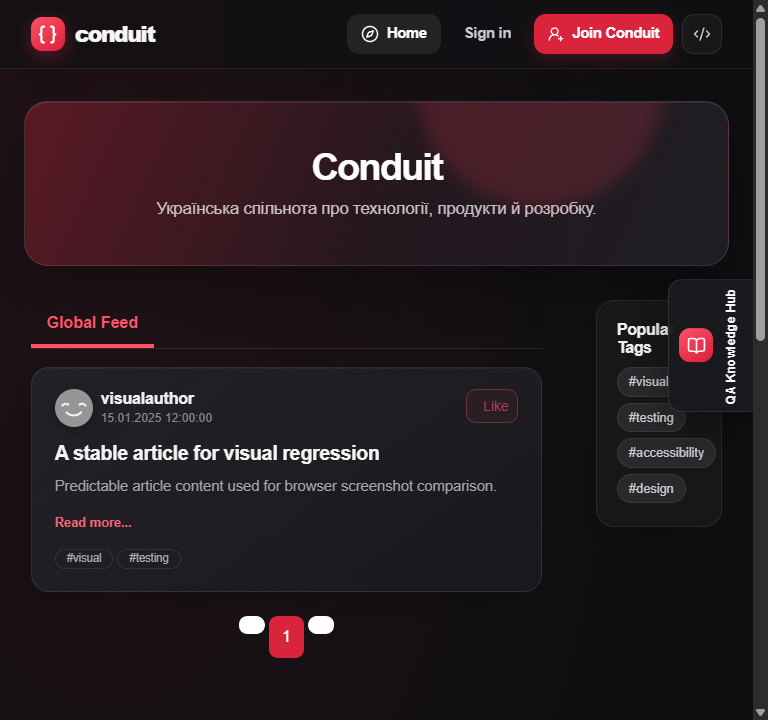 { } conduit
Home
Sign in
Join Conduit
</>
Conduit
Українська спільнота про технології, продукти й розробку.
Global Feed
visualauthor
15.01.2025 12:00:00
Like
A stable article for visual regression
Predictable article content used for browser screenshot comparison.
Read more...
#visual
#testing
1
Popula
Tags
#visual
#testing
#accessibility
#design
QA Knowledge Hub